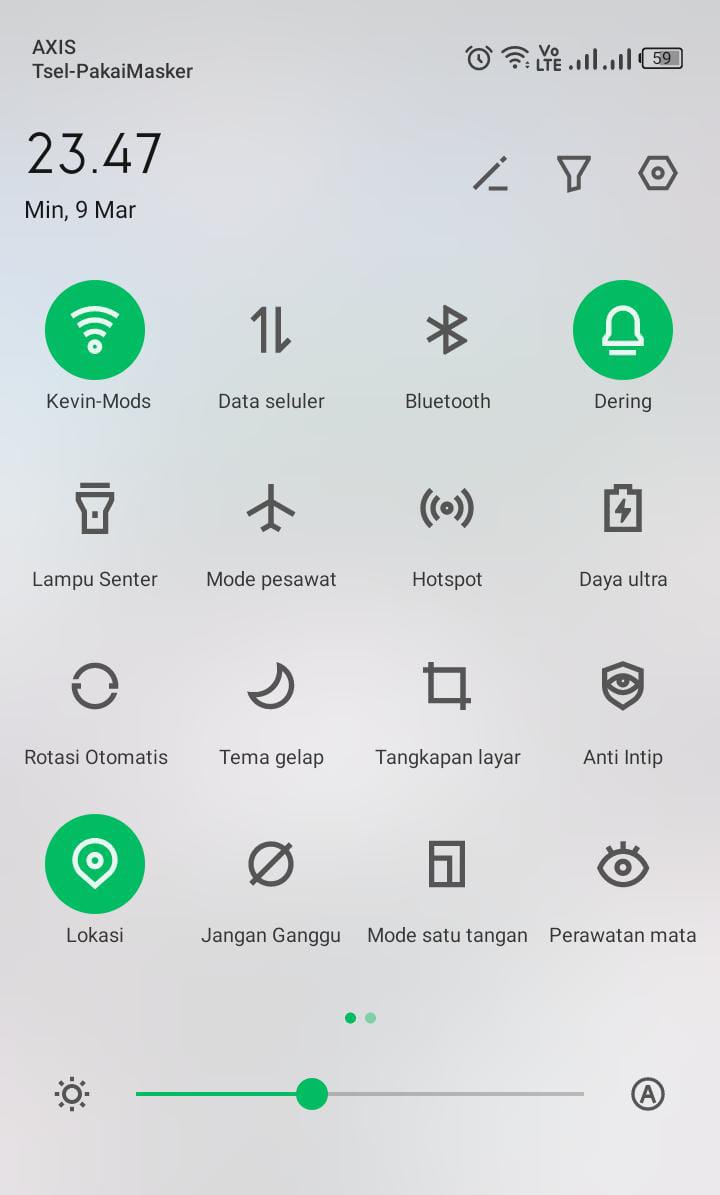 AXIS
Tsel-PakaiMasker
Vo
LTE
59
23.47
Min, 9 Mar
Kevin-Mods
Data seluler
Bluetooth
Dering
Lampu Senter
Mode pesawat
Hotspot
Daya ultra
Rotasi Otomatis
Tema gelap
Tangkapan layar
Anti Intip
Lokasi
Jangan Ganggu
Mode satu tangan
Perawatan mata
A